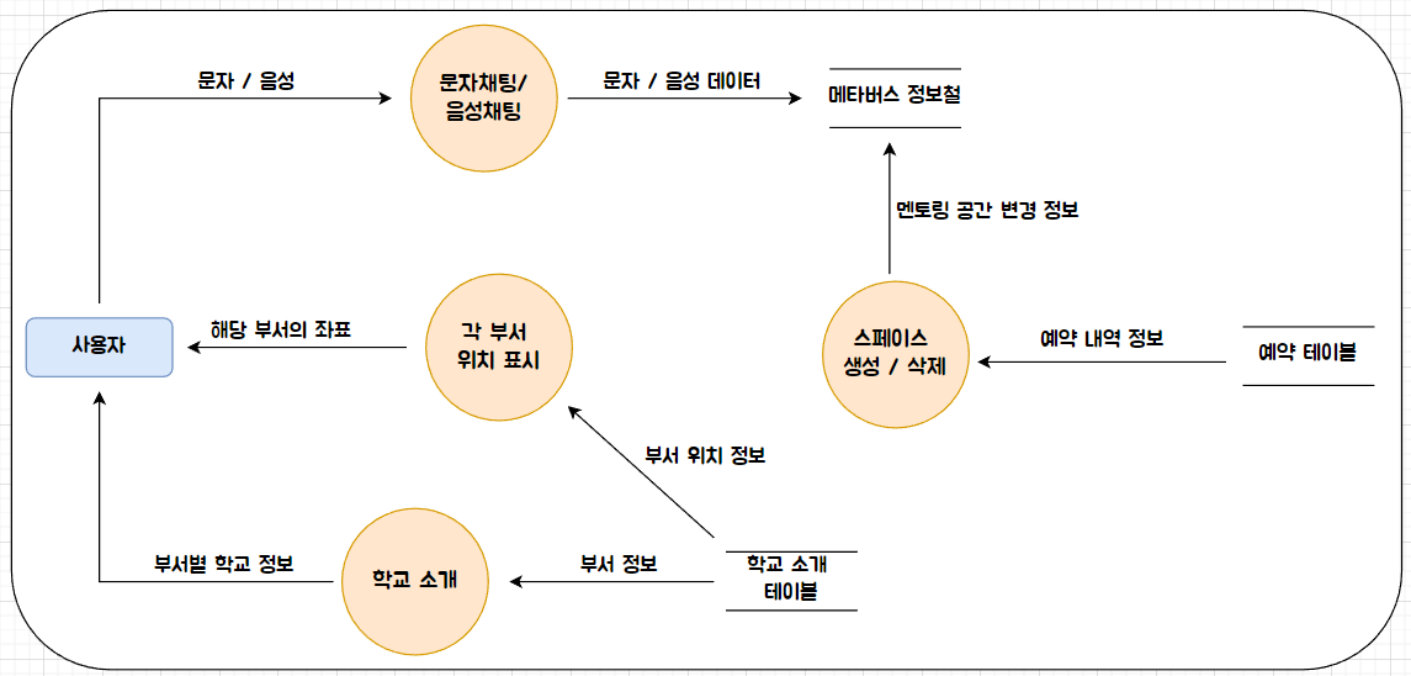 문자 / 음성
문자채팅/
음성채팅
문자 / 음성 데이터
메타버스 정보철
멘토링 공간 변경 정보
사용자
해당 부서의 좌표
각 부서
위치 표시
스페이스
생성 / 삭제
예약 내역 정보
예약 테이블
부서 위치 정보
부서별 학교 정보
학교 소개
부서 정보
학교 소개
테이블